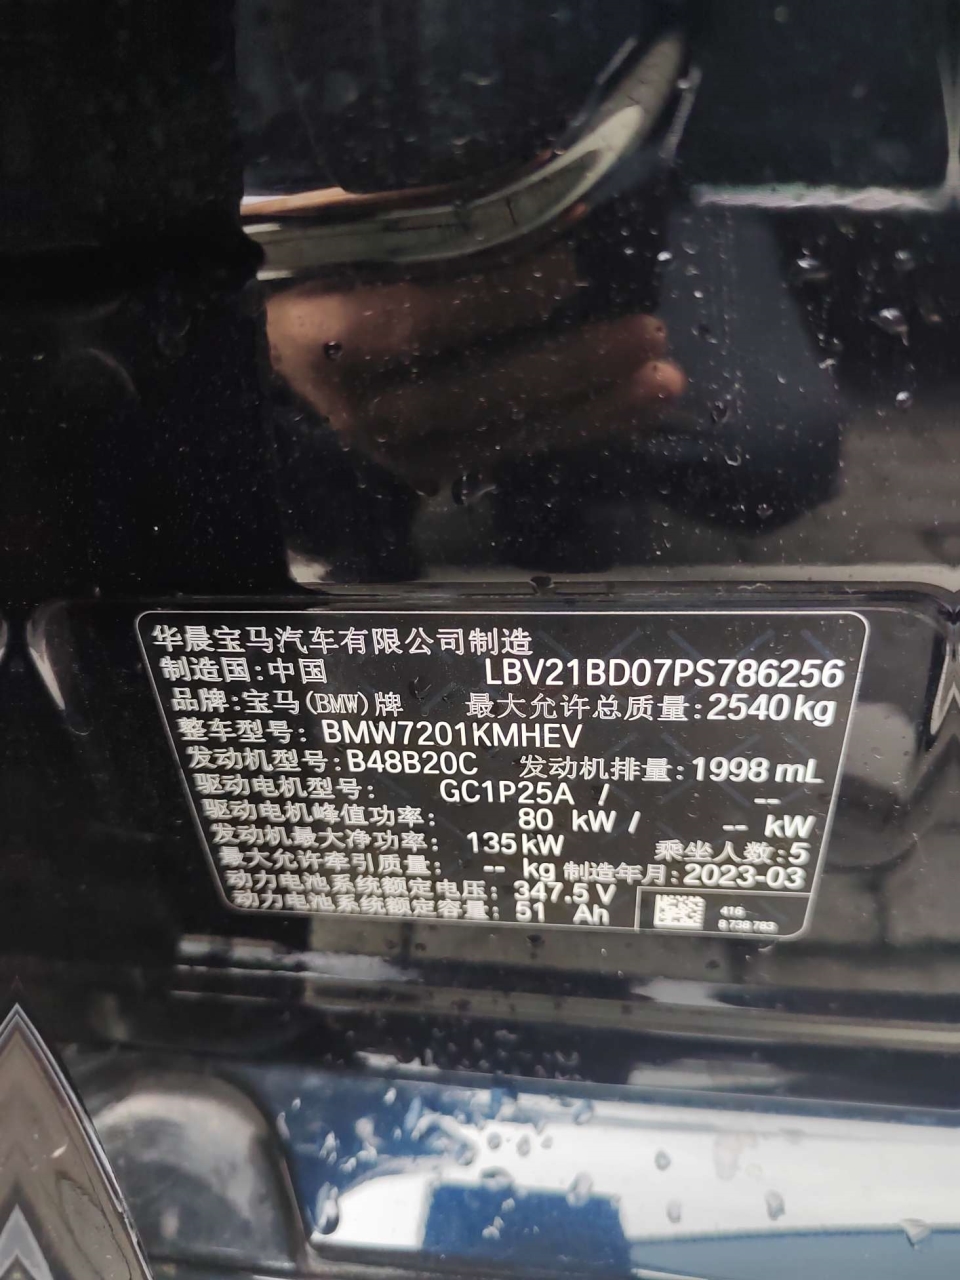 华晨宝马汽车有限公司制造
制造国:中国 LBV21BD07PS786256
品牌:宝马(BMW)牌 最大允许总质量:2540kg
整车型号: BMW7201KMHEV
发动机型号:B48B20C 发动机排量:1998 mL
驱动电机型号: GC1P25A / --
驱动电机峰值功率: 80 kW / -- kW
发动机最大净功率: 135kW 乘坐人数:5
最大允许牵引质量: -- kg 制造年月:2023-03
动力电池系统额定电压: 347.5 V
动力电池系统额定容量: 51 Ah
416
8738783